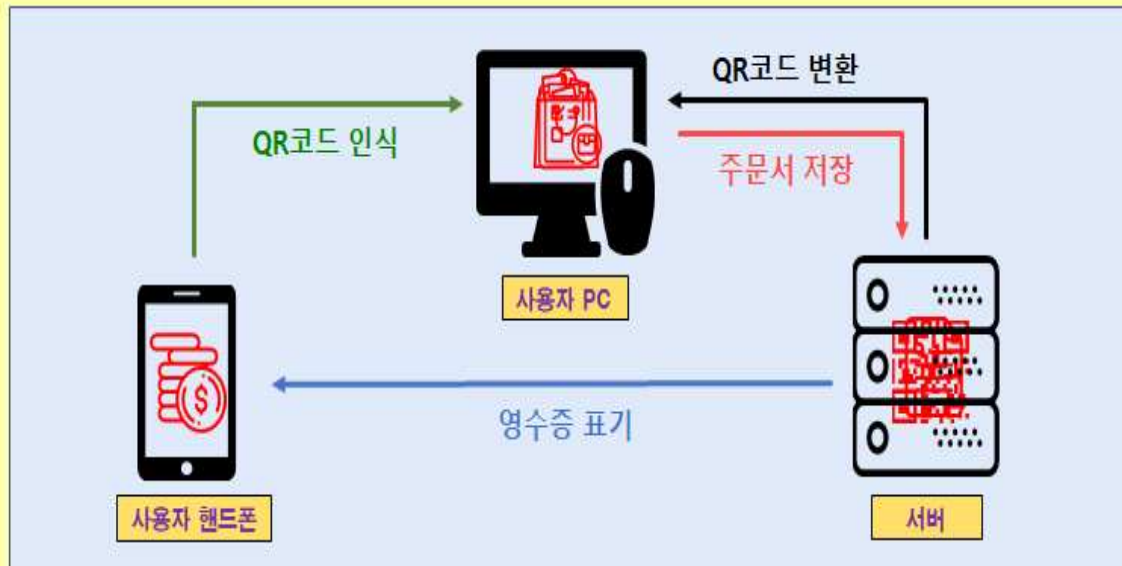 QR코드 변환
QR코드 인식
주문서 저장
사용자 PC
영수증 표기
사용자 핸드폰
서버